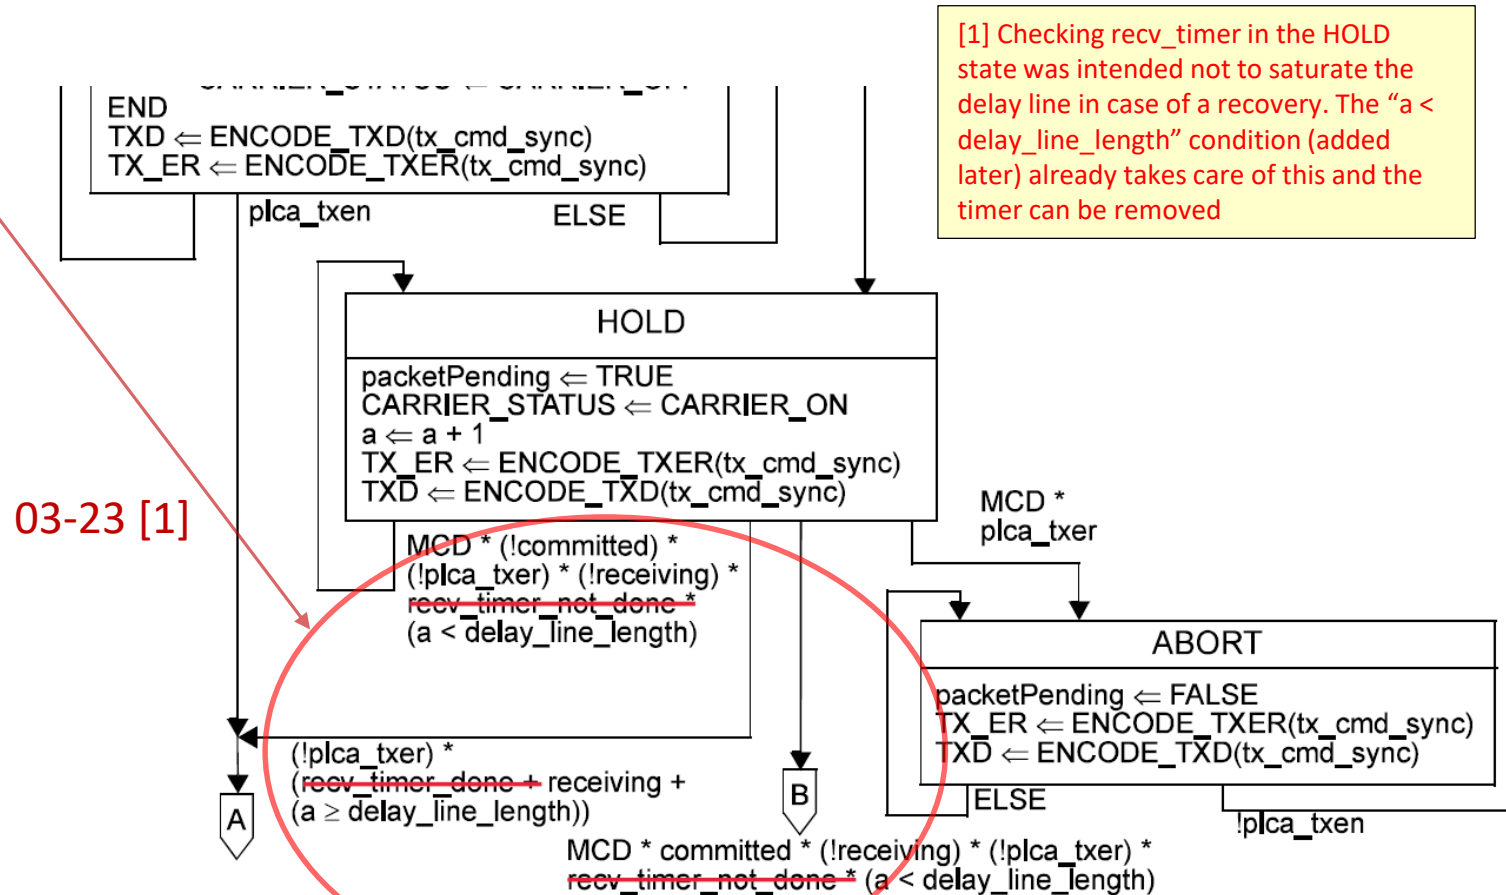 [1] Checking recv_timer in the HOLD
state was intended not to saturate the
delay line in case of a recovery. The “a <
delay_line_length” condition (added
later) already takes care of this and the
timer can be removed
END
TXD ⇐ ENCODE_TXD(tx_cmd_sync)
TX_ER ⇐ ENCODE_TXER(tx_cmd_sync)
plca_txen
ELSE
HOLD
packetPending ⇐ TRUE
CARRIER_STATUS ⇐ CARRIER_ON
a ⇐ a + 1
TX_ER ⇐ ENCODE_TXER(tx_cmd_sync)
TXD ⇐ ENCODE_TXD(tx_cmd_sync)
03-23 [1]
MCD * (!committed) *
(!plca_txer) * (!receiving) *
recv_timer_not_done *
(a < delay_line_length)
MCD *
plca_txer
ABORT
packetPending ⇐ FALSE
TX_ER ⇐ ENCODE_TXER(tx_cmd_sync)
TXD ⇐ ENCODE_TXD(tx_cmd_sync)
(!plca_txer) *
(recv_timer_done + receiving +
(a ≥ delay_line_length))
A
B
ELSE
!plca_txen
MCD * committed * (!receiving) * (!plca_txer) *
recv_timer_not_done * (a < delay_line_length)